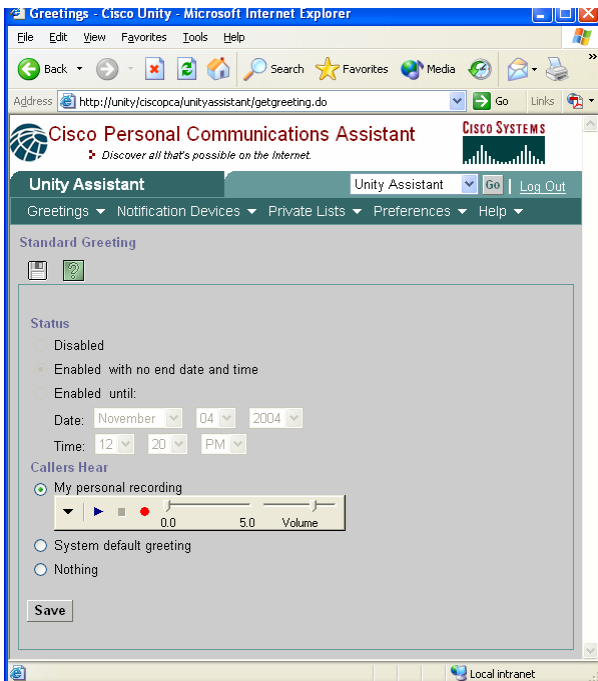 Greetings - Cisco Unity - Microsoft Internet Explorer
File Edit View Favorites Tools Help
Back Search Favorites Media »
Address http://unity/ciscopca/unityassistant/getgreeting.do Go Links »
Cisco Personal Communications Assistant
CISCO SYSTEMS
Discover all that's possible on the Internet.
Unity Assistant Unity Assistant Go | Log Out
Greetings Notification Devices Private Lists Preferences Help
Standard Greeting
?
Status
Disabled
Enabled with no end date and time
Enabled until:
Date: November 04 2004
Time: 12 20 PM
Callers Hear
My personal recording
0.0 5.0 Volume
System default greeting
Nothing
Save
Local intranet